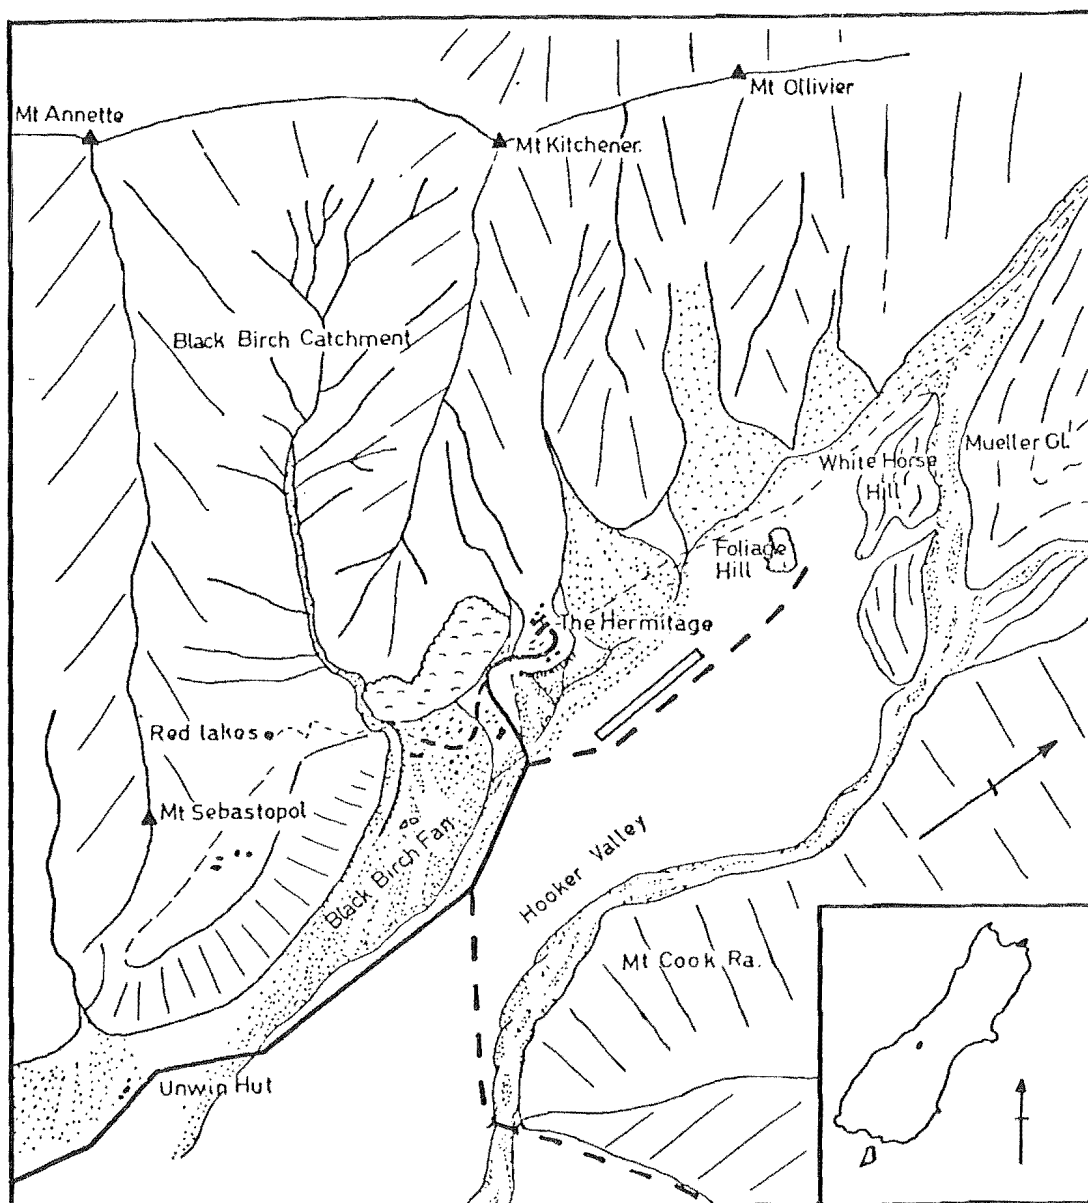 Mt Ollivier
Mt Annette
Mt Kitchener.
Black Birch Catchment
Mueller Gl.
White Horse
Hill
Foliage
Hill
The Hermitage
Red lakes
Mt Sebastopol
Black Birch Fan
Hooker Valley
Mt Cook Ra.
Unwin Hut